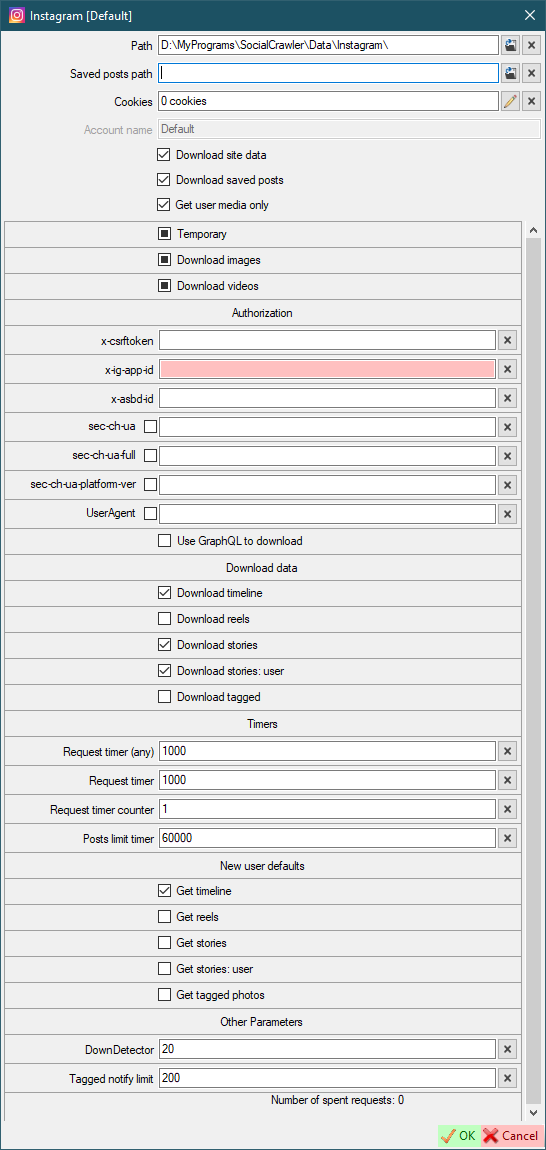 Instagram [Default]
Path D:\MyPrograms\SocialCrawler\Data\Instagram\
Saved posts path
Cookies 0 cookies
Account name Default
Download site data
Download saved posts
Get user media only
Temporary
Download images
Download videos
Authorization
x-csrftoken
x-ig-app-id
x-asbd-id
sec-ch-ua
sec-ch-ua-full
sec-ch-ua-platform-ver
UserAgent
Use GraphQL to download
Download data
Download timeline
Download reels
Download stories
Download stories: user
Download tagged
Timers
Request timer (any) 1000
Request timer 1000
Request timer counter 1
Posts limit timer 60000
New user defaults
Get timeline
Get reels
Get stories
Get stories: user
Get tagged photos
Other Parameters
DownDetector 20
Tagged notify limit 200
Number of spent requests: 0
OK Cancel